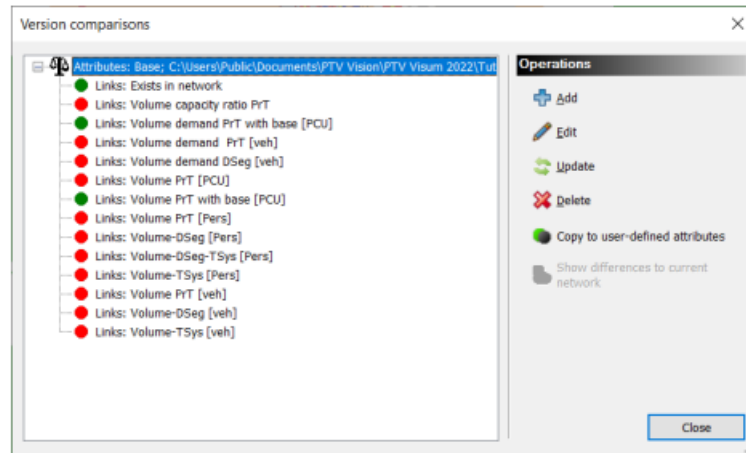 Version comparisons
Attributes: Base; C:\Users\Public\Documents\PTV Vision\PTV Visum 2022\Tut
Links: Exists in network
Links: Volume capacity ratio PrT
Links: Volume demand PrT with base [PCU]
Links: Volume demand  PrT [veh]
Links: Volume demand DSeg [veh]
Links: Volume PrT [PCU]
Links: Volume PrT with base [PCU]
Links: Volume PrT [Pers]
Links: Volume-DSeg [Pers]
Links: Volume-DSeg-TSys [Pers]
Links: Volume-TSys [Pers]
Links: Volume PrT [veh]
Links: Volume-DSeg [veh]
Links: Volume-TSys [veh]
Operations
Add
Edit
Update
Delete
Copy to user-defined attributes
Show differences to current
network
Close